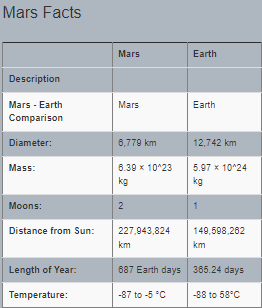 Mars Facts
Mars Earth
Description
Mars - Earth Mars Earth
Comparison
Diameter: 6,779 km 12,742 km
Mass: 6.39 × 10^23 5.97 × 10^24
kg kg
Moons: 2 1
Distance from Sun: 227,943,824 149,598,262
km km
Length of Year: 687 Earth days 365.24 days
Temperature: -87 to -5 °C -88 to 58°C